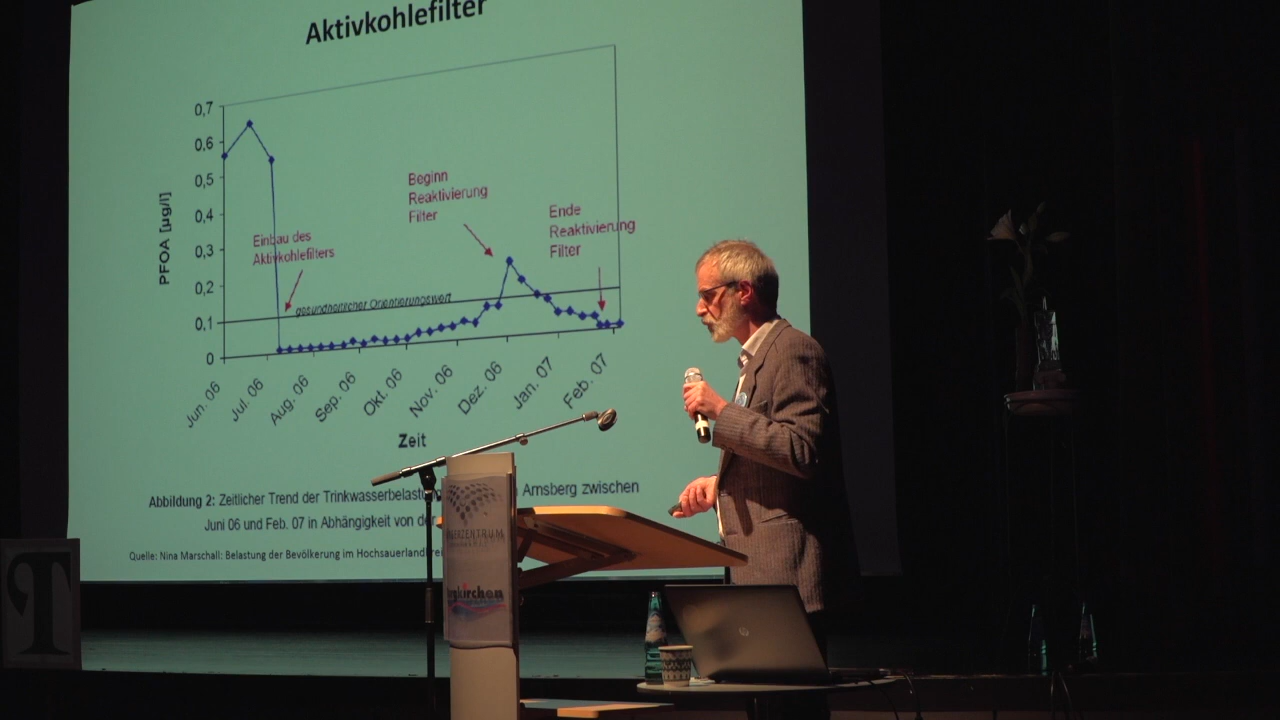 Aktivkohlefilter
0,7
0,6
0,5
0,4
0,3
0,2
0,1
0
PFOA [µg/l]
Einbau des
Aktivkohlefilters
Beginn
Reaktivierung
Filter
Ende
Reaktivierung
Filter
gesundheitlicher Orientierungswert
Jun. 06
Jul. 06
Aug. 06
Sep. 06
Okt. 06
Nov. 06
Dez. 06
Jan. 07
Feb. 07
Zeit
Abbildung 2: Zeitlicher Trend der Arnsberg zwischen
Juni 06 und Feb. 07 in Abhängigkeit von
Quelle: Nina Marschall: Belastung der Bevölkerung im
T
hp